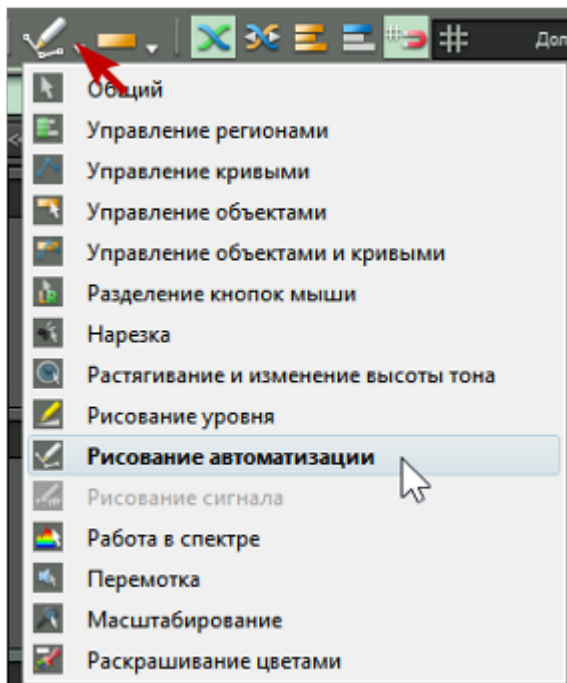 Общий
Управление регионами
Управление кривыми
Управление объектами
Управление объектами и кривыми
Разделение кнопок мыши
Нарезка
Растягивание и изменение высоты тона
Рисование уровня
Рисование автоматизации
Рисование сигнала
Работа в спектре
Перемотка
Масштабирование
Раскрашивание цветами